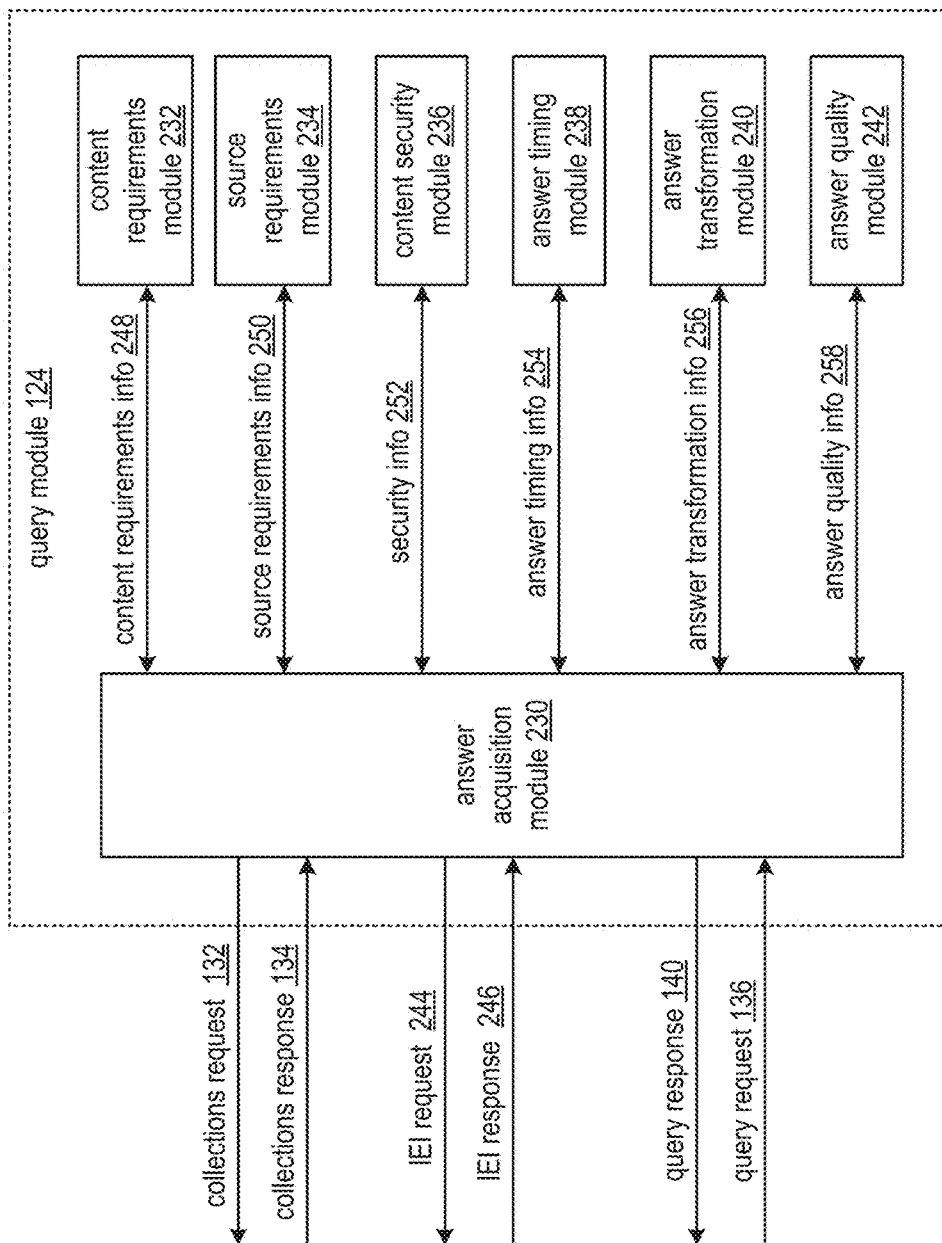 query module 124
content
requirements
module 232
source
requirements
module 234
content security
module 236
answer timing
module 238
answer
transformation
module 240
answer quality
module 242
content requirements info 248
source requirements info 250
security info 252
answer timing info 254
answer transformation info 256
answer quality info 258
answer
acquisition
module 230
collections request 132
collections response 134
IEI request 244
IEI response 246
query response 140
query request 136